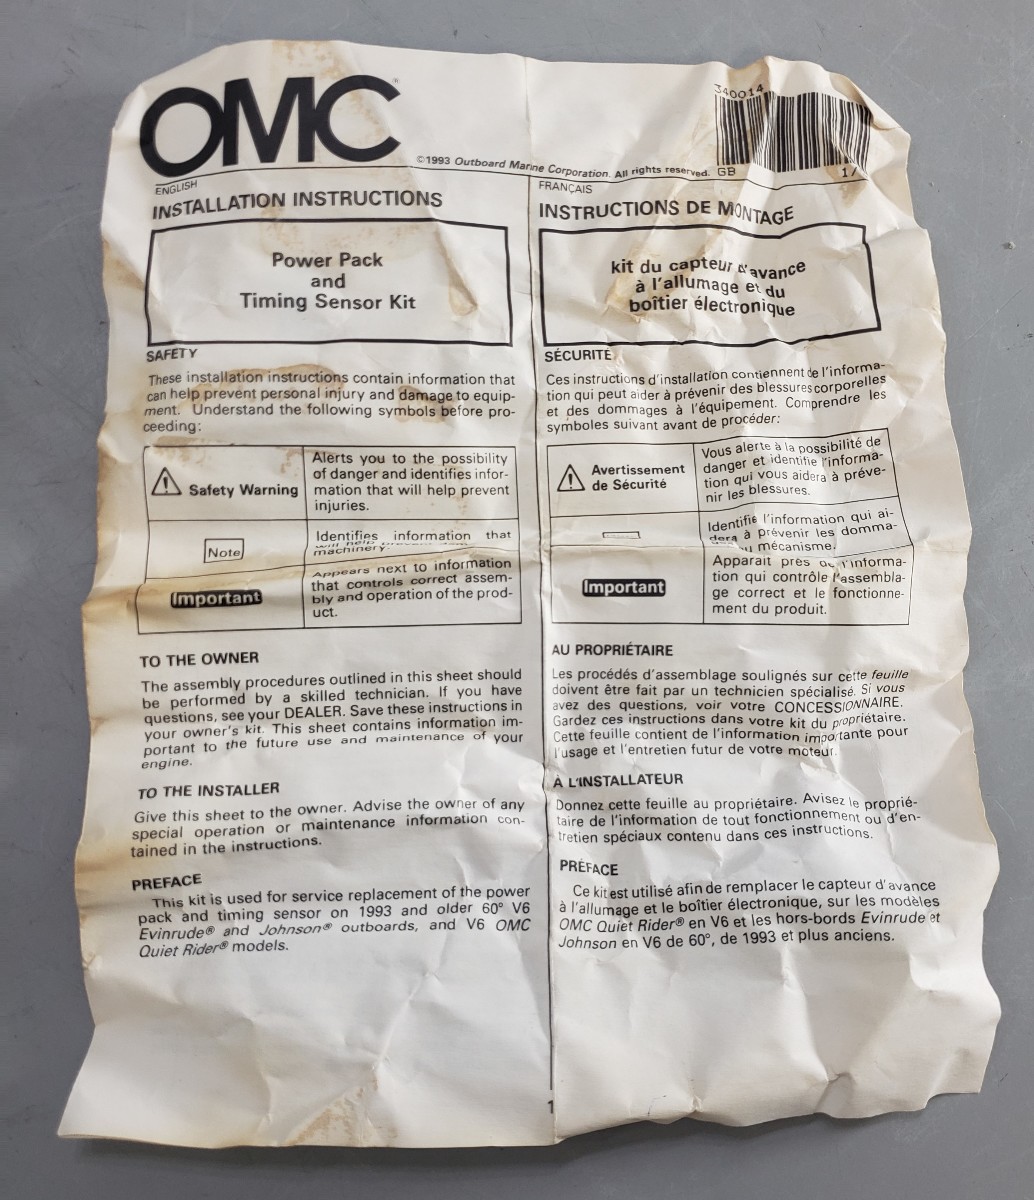 OMC®
340014
©1993 Outboard Marine Corporation. All rights reserved. GB 17
ENGLISH
INSTALLATION INSTRUCTIONS
Power Pack
and
Timing Sensor Kit
SAFETY
These installation instructions contain information that
can help prevent personal injury and damage to equip-
ment. Understand the following symbols before pro-
ceeding:
Safety Warning
Alerts you to the possibility
of danger and identifies infor-
mation that will help prevent
injuries.
Note
Identifies information that
machinery.
Important
Appears next to information
that controls correct assem-
bly and operation of the prod-
uct.
TO THE OWNER
The assembly procedures outlined in this sheet should
be performed by a skilled technician. If you have
questions, see your DEALER. Save these instructions in
your owner's kit. This sheet contains information im-
portant to the future use and maintenance of your
engine.
TO THE INSTALLER
Give this sheet to the owner. Advise the owner of any
special operation or maintenance information con-
tained in the instructions.
PREFACE
This kit is used for service replacement of the power
pack and timing sensor on 1993 and older 60° V6
Evinrude® and Johnson® outboards, and V6 OMC
Quiet Rider® models.
FRANÇAIS
INSTRUCTIONS DE MONTAGE
kit du capteur d'avance
à l'allumage et du
boîtier électronique
SÉCURITÉ
Ces instructions d'installation contiennent de l'informa-
tion qui peut aider à prévenir des blessures corporelles
et des dommages à l'équipement. Comprendre les
symboles suivant avant de procéder:
Avertissement
de Sécurité
Vous alerte à la possibilité de
danger et identifie l'informa-
tion qui vous aidera à préve-
nir les blessures.
Identifie l'information qui ai-
dera à prévenir les domma-
mécanisme.
Important
Apparait près l'informa-
tion qui contrôle l'assembla-
ge correct et le fonctionne-
ment du produit.
AU PROPRIÉTAIRE
Les procédés d'assemblage soulignés sur cette feuille
doivent être fait par un technicien spécialisé. Si vous
avez des questions, voir votre CONCESSIONNAIRE.
Gardez ces instructions dans votre kit du propriétaire.
Cette feuille contient de l'information importante pour
l'usage et l'entretien futur de votre moteur.
À L'INSTALLATEUR
Donnez cette feuille au propriétaire. Avisez le proprié-
taire de l'information de tout fonctionnement ou d'en-
tretien spéciaux contenu dans ces instructions.
PRÉFACE
Ce kit est utilisé afin de remplacer le capteur d'avance
à l'allumage et le boîtier électronique, sur les modèles
OMC Quiet Rider® en V6 et les hors-bords Evinrude et
Johnson en V6 de 60°, de 1993 et plus anciens.
1